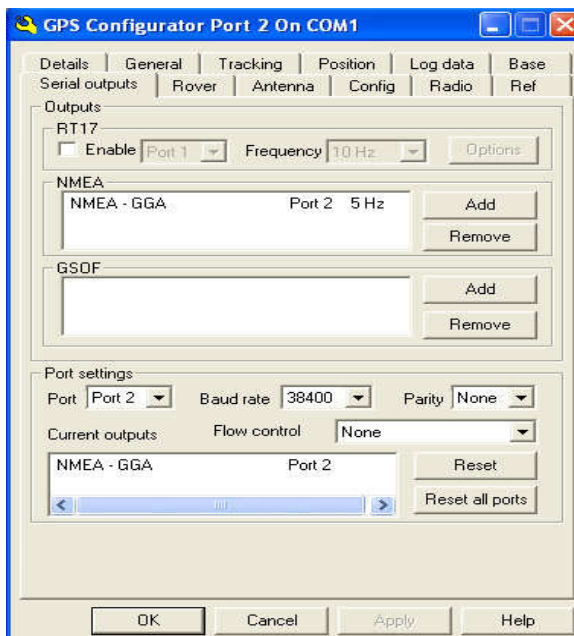 GPS Configurator Port 2 On COM1
Details General Tracking Position Log data Base
Serial outputs Rover Antenna Config Radio Ref
Outputs
RT17
Enable Port 1 Frequency 10 Hz Options
NMEA
NMEA - GGA Port 2 5 Hz Add
Remove
GSOF
Add
Remove
Port settings
Port Port 2 Baud rate 38400 Parity None
Current outputs Flow control None
NMEA - GGA Port 2 Reset
Reset all ports
OK Cancel Apply Help